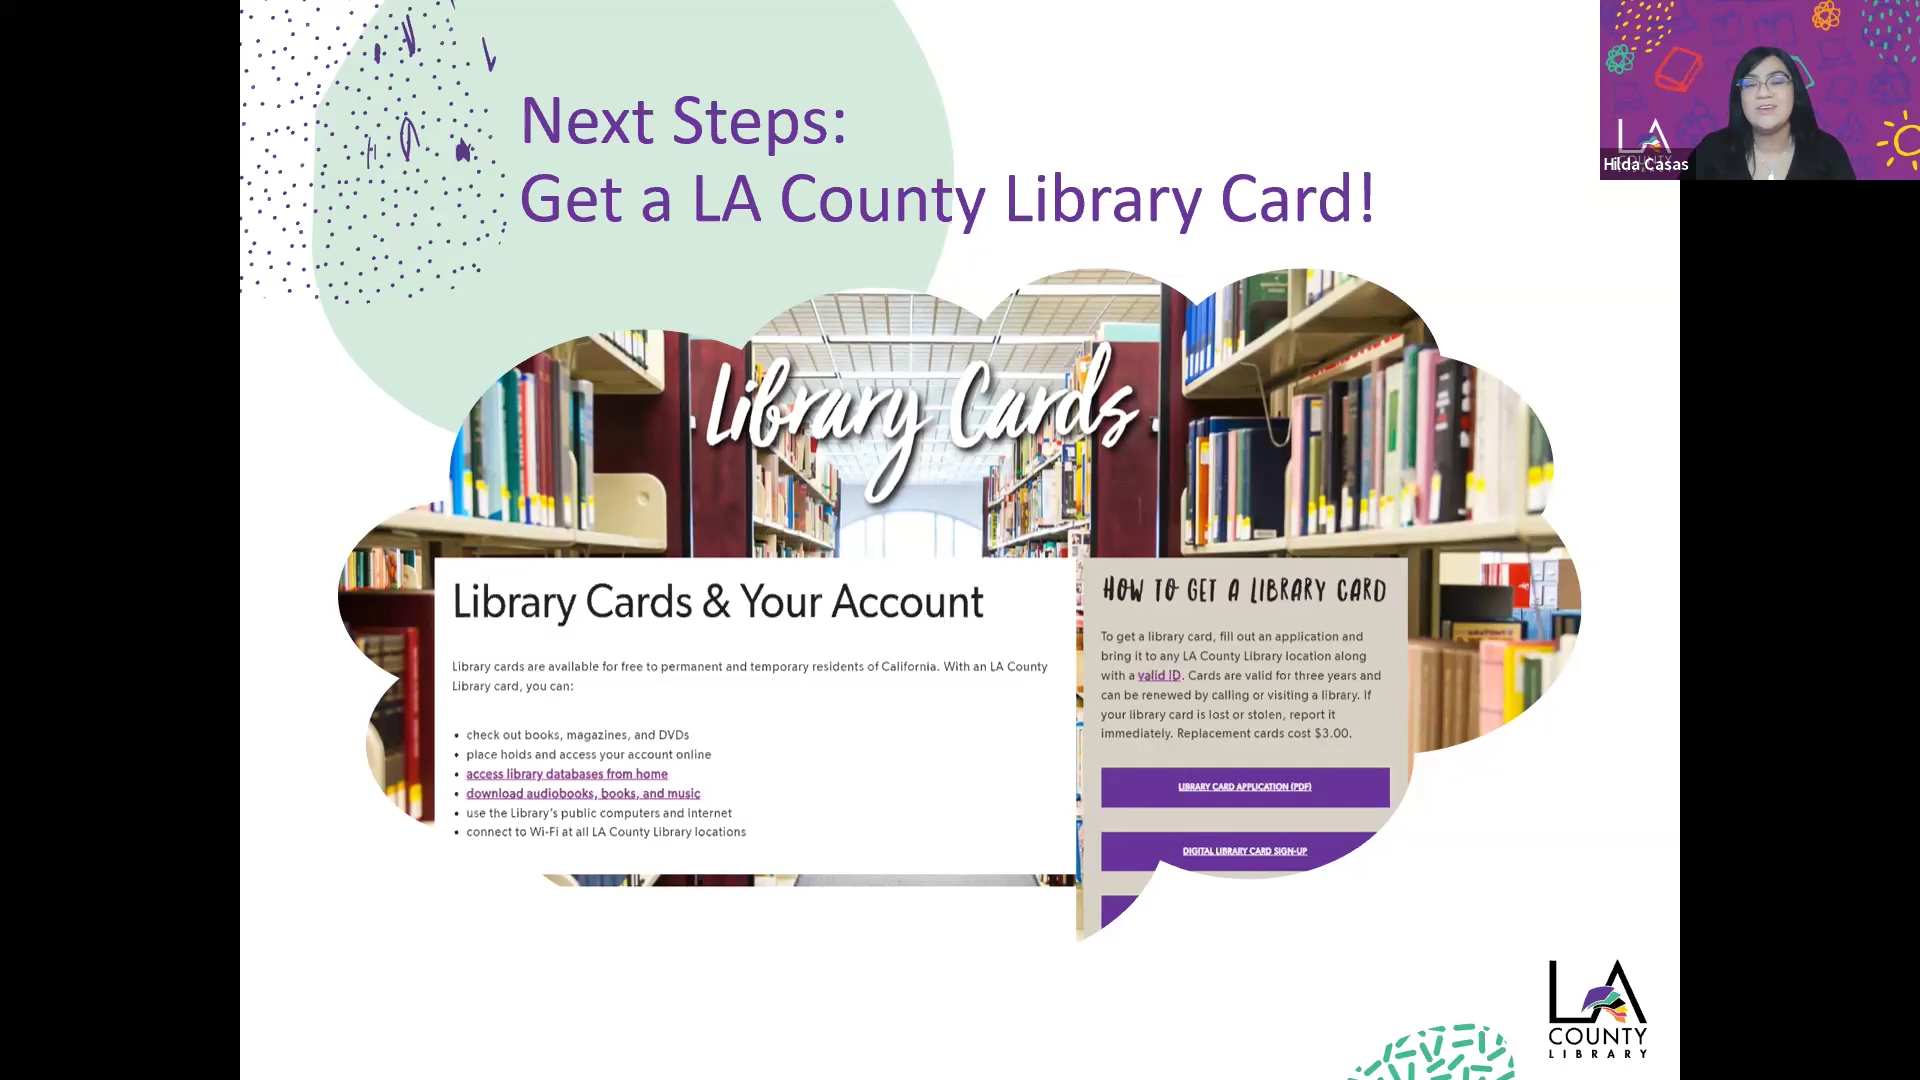 Next Steps:
Get a LA County Library Card!
LA
COUNTY
Hilda Casas
Library Cards
Library Cards & Your Account
Library cards are available for free to permanent and temporary residents of California. With an LA County
Library card, you can:
• check out books, magazines, and DVDs
• place holds and access your account online
• access library databases from home
• download audiobooks, books, and music
• use the Library's public computers and internet
• connect to Wi-Fi at all LA County Library locations
HOW TO GET A LIBRARY CARD
To get a library card, fill out an application and
bring it to any LA County Library location along
with a valid ID. Cards are valid for three years and
can be renewed by calling or visiting a library. If
your library card is lost or stolen, report it
immediately. Replacement cards cost $3.00.
LIBRARY CARD APPLICATION (PDF)
DIGITAL LIBRARY CARD SIGN-UP
LA
COUNTY
LIBRARY